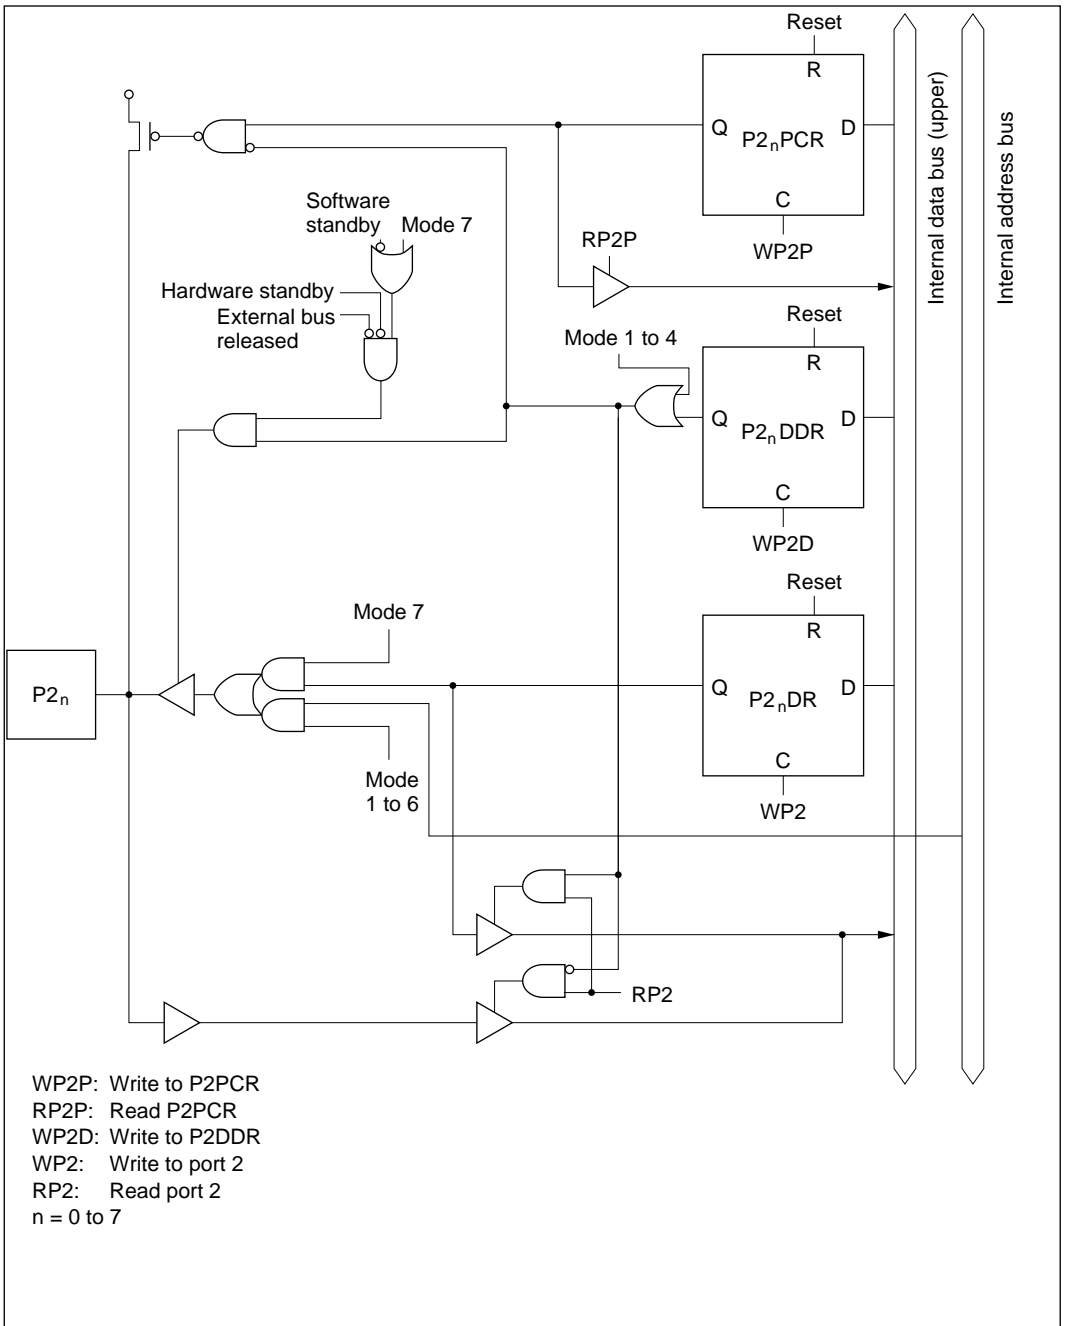 Reset
R
Q
P2nPCR
D
C
WP2P
Internal data bus (upper)
Internal address bus
Software
standby
Mode 7
RP2P
Hardware standby
External bus
released
Reset
Mode 1 to 4
R
Q
P2nDDR
D
C
WP2D
Reset
Mode 7
R
P2n
Q
P2nDR
D
C
WP2
Mode
1 to 6
RP2
WP2P: Write to P2PCR
RP2P: Read P2PCR
WP2D: Write to P2DDR
WP2: Write to port 2
RP2: Read port 2
n = 0 to 7